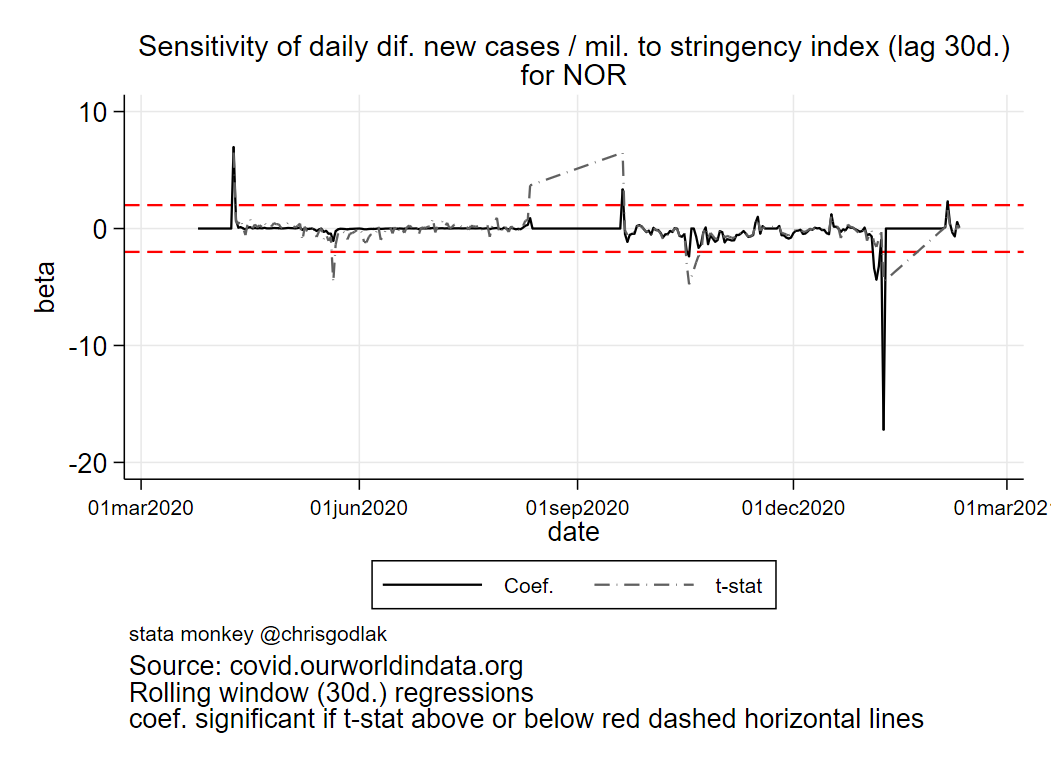 Sensitivity of daily dif. new cases / mil. to stringency index (lag 30d.)
for NOR
10
0
-10
-20
beta
01mar2020
01jun2020
01sep2020
01dec2020
01mar202
date
Coef.
t-stat
stata monkey @chrisgodlak
Source: covid.ourworldindata.org
Rolling window (30d.) regressions
coef. significant if t-stat above or below red dashed horizontal lines